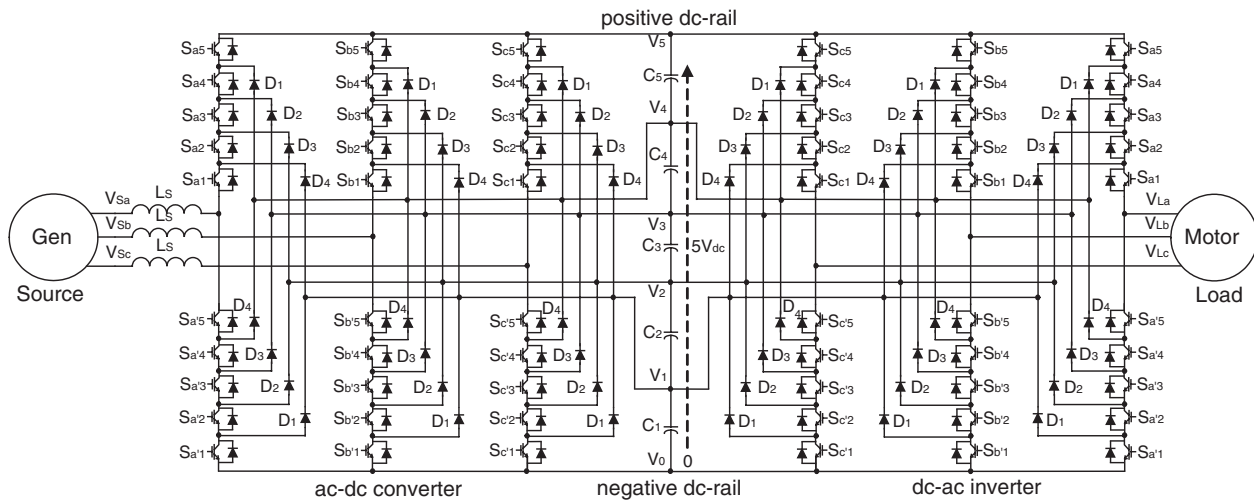 positive dc-rail
Sa5 Sb5 Sc5 V5 Sc5 Sb5 Sa5
Sa4 D1 Sb4 D1 Sc4 D1 C5 D1 Sc4 D1 Sb4 D1 Sa4
Sa3 D2 Sb3 D2 Sc3 D2 V4 D2 Sc3 D2 Sb3 D2 Sa3
Sa2 D3 Sb2 D3 Sc2 D3 C4 D3 Sc2 D3 Sb2 D3 Sa2
Sa1 D4 Sb1 D4 Sc1 D4 D4 Sc1 D4 Sb1 D4 Sa1
VSa LS VLa
Gen VSb LS V3 VLb Motor
VSc LS C3 5Vdc VLc
Source Load
V2
Sa'5 D4 Sb'5 D4 Sc'5 D4 D4 Sc'5 D4 Sb'5 D4 Sa'5
Sa'4 D3 Sb'4 D3 Sc'4 D3 C2 D3 Sc'4 D3 Sb'4 D3 Sa'4
Sa'3 D2 Sb'3 D2 Sc'3 D2 V1 D2 Sc'3 D2 Sb'3 D2 Sa'3
Sa'2 D1 Sb'2 D1 Sc'2 D1 C1 D1 Sc'2 D1 Sb'2 D1 Sa'2
Sa'1 Sb'1 Sc'1 V0 0 Sc'1 Sb'1 Sa'1
ac-dc converter negative dc-rail dc-ac inverter